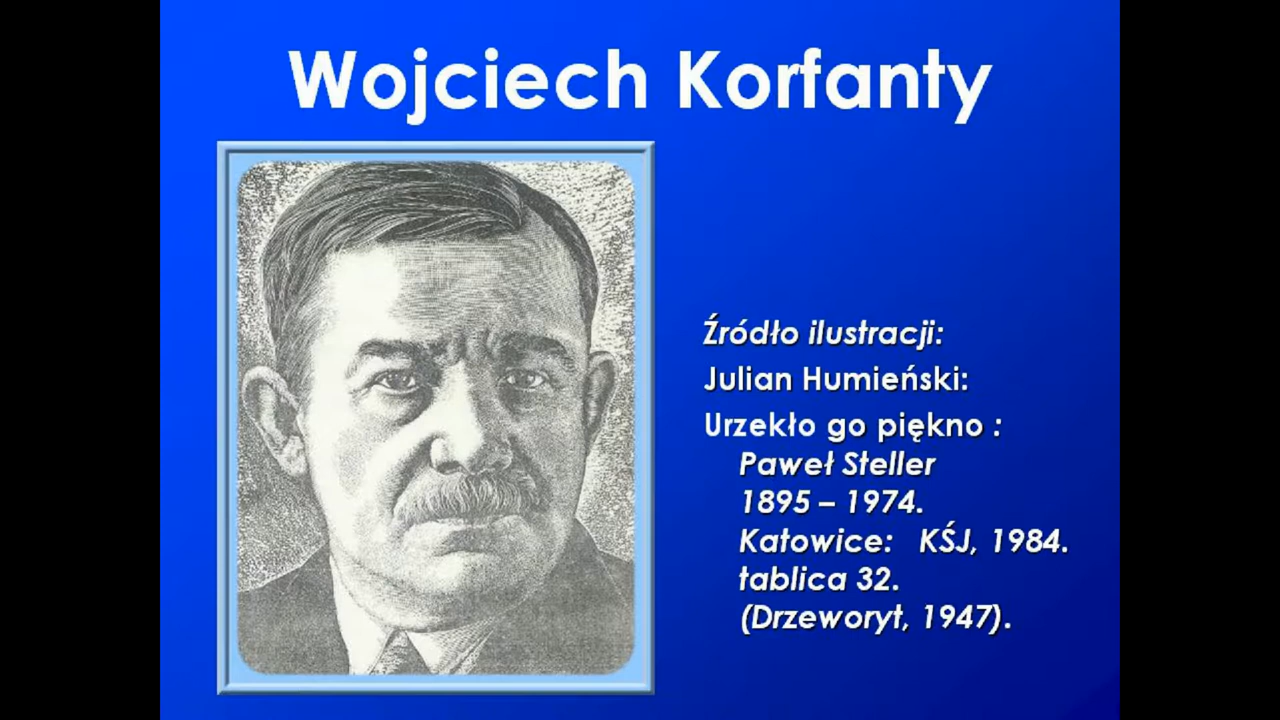 Wojciech Korfanty
Źródło ilustracji:
Julian Humieński:
Urzekło go piękno :
Paweł Steller
1895 – 1974.
Katowice: KŚJ, 1984.
tablica 32.
(Drzeworyt, 1947).